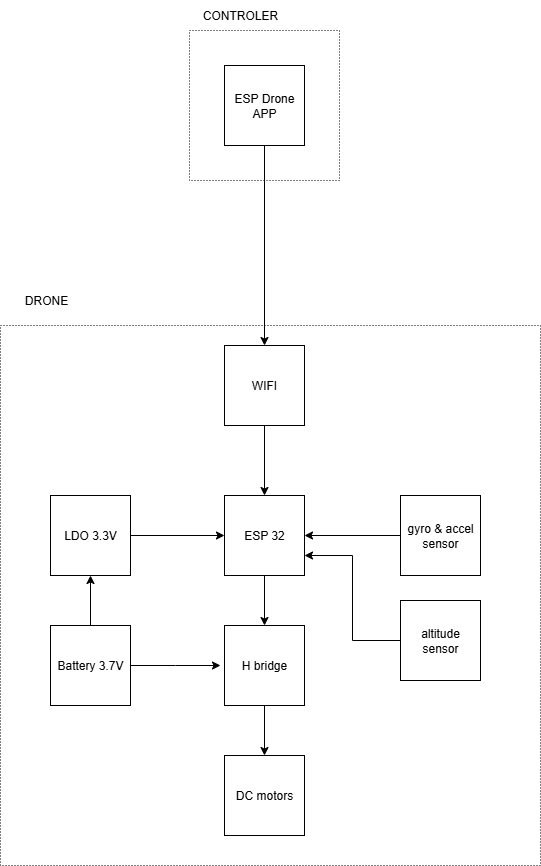 CONTROLER
ESP Drone
APP
DRONE
WIFI
LDO 3.3V
ESP 32
gyro & accel
sensor
altitude
sensor
Battery 3.7V
H bridge
DC motors